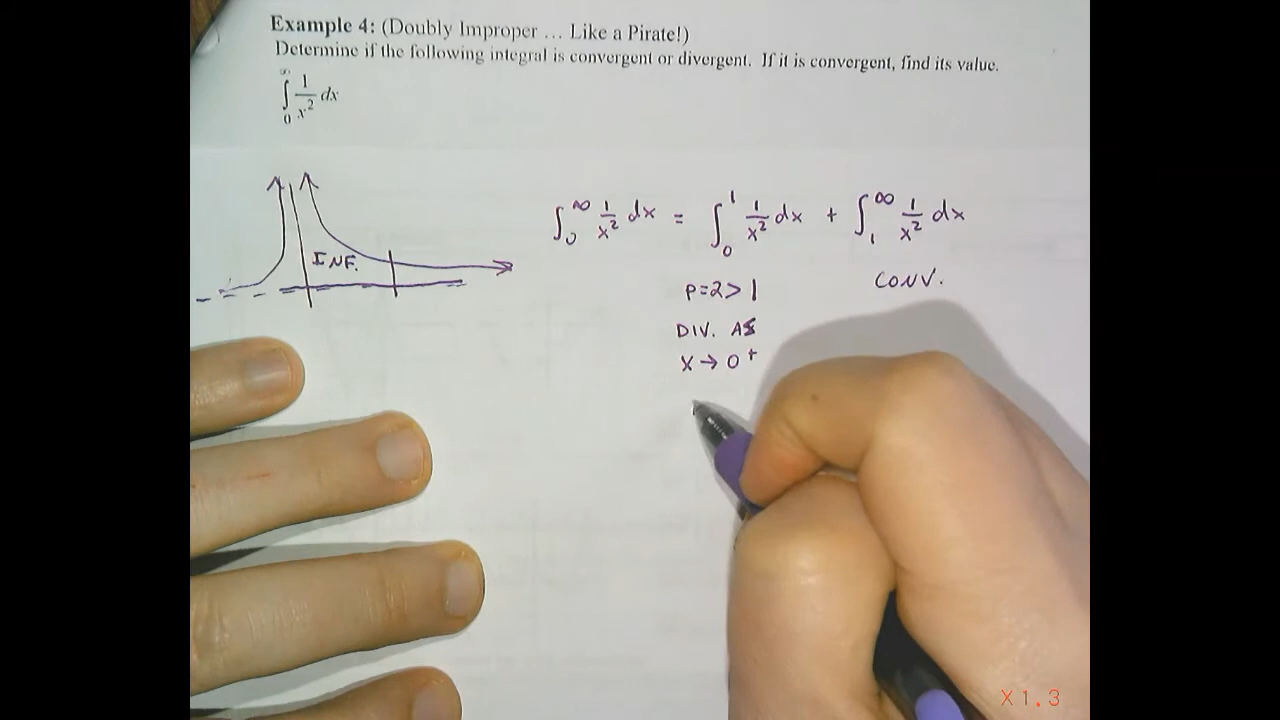 Example 4: (Doubly Improper ... Like a Pirate!)
Determine if the following integral is convergent or divergent. If it is convergent, find its value.
∫₀^∞ 1/x² dx
INF.
∫₀^∞ 1/x² dx = ∫₀^1 1/x² dx + ∫₁^∞ 1/x² dx
P=2>1
CONV.
DIV. AS
X → 0⁺
X1.3